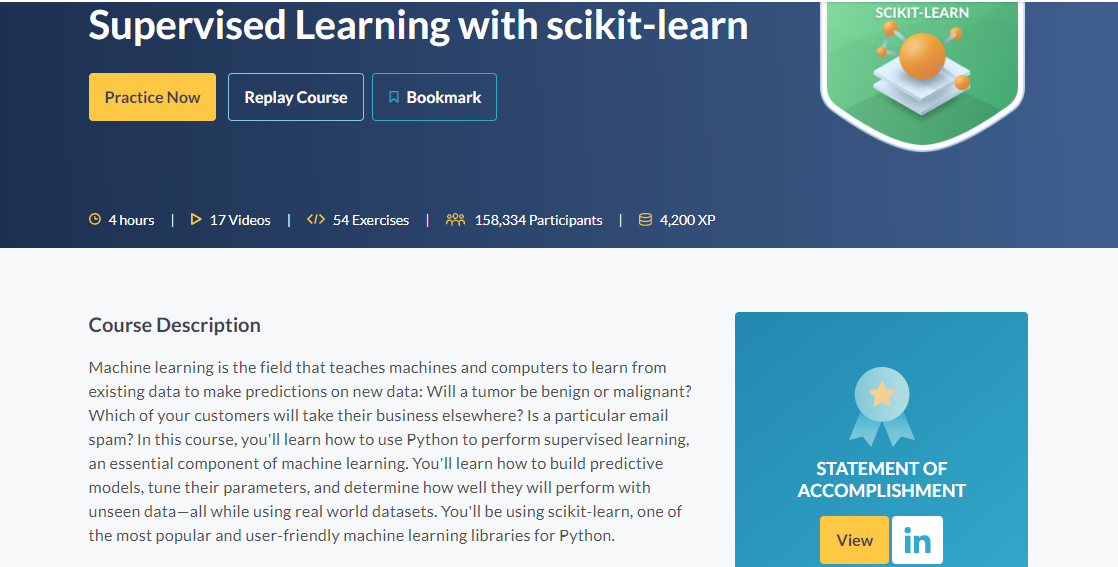 Supervised Learning with scikit-learn
SCIKIT-LEARN
Practice Now
Replay Course
Bookmark
4 hours | 17 Videos | 54 Exercises | 158,334 Participants | 4,200 XP
Course Description
Machine learning is the field that teaches machines and computers to learn from
existing data to make predictions on new data: Will a tumor be benign or malignant?
Which of your customers will take their business elsewhere? Is a particular email
spam? In this course, you'll learn how to use Python to perform supervised learning,
an essential component of machine learning. You'll learn how to build predictive
models, tune their parameters, and determine how well they will perform with
unseen data—all while using real world datasets. You'll be using scikit-learn, one of
the most popular and user-friendly machine learning libraries for Python.
STATEMENT OF
ACCOMPLISHMENT
View
in